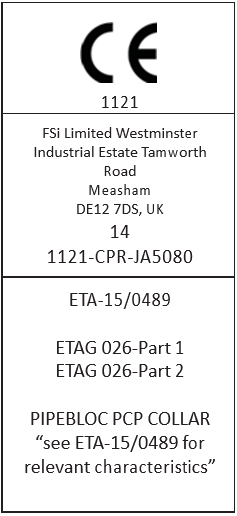 CE
1121
FSi Limited Westminster
Industrial Estate Tamworth
Road
Measham
DE12 7DS, UK
14
1121-CPR-JA5080
ETA-15/0489
ETAG 026-Part 1
ETAG 026-Part 2
PIPEBLOC PCP COLLAR
“see ETA-15/0489 for
relevant characteristics”